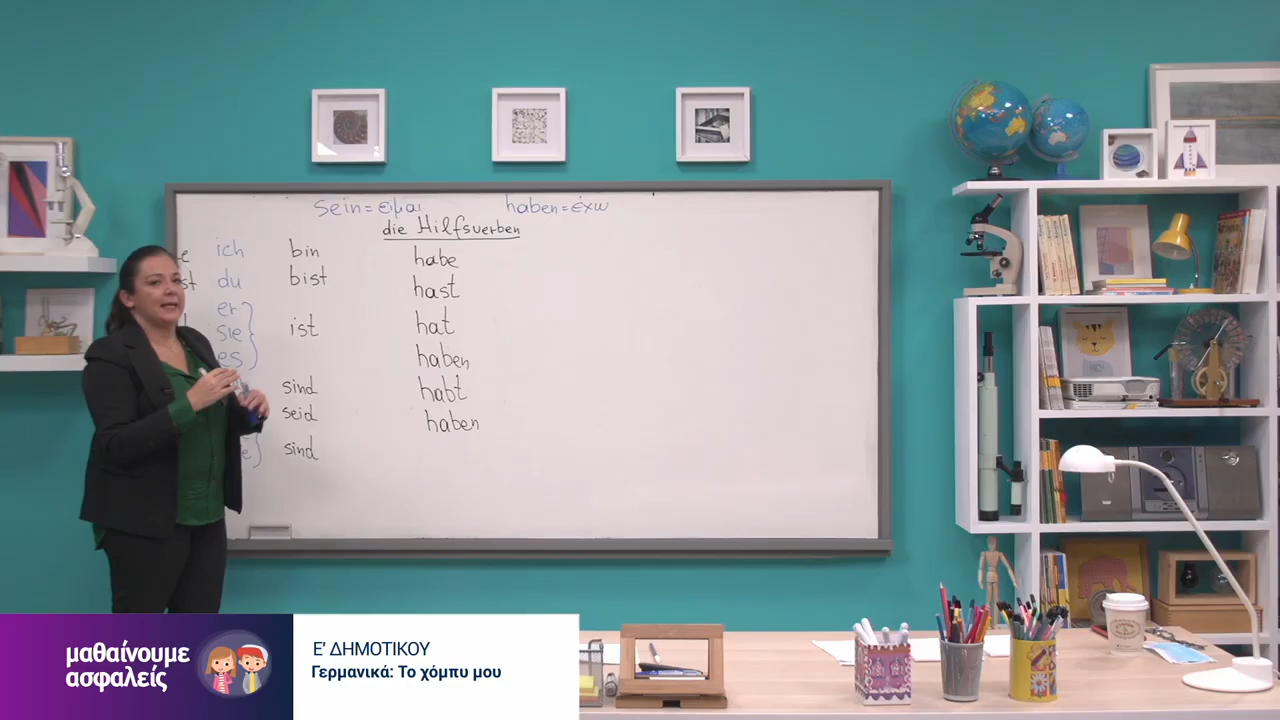 sein = είμαι haben = έχω
die Hilfsverben
ich bin habe
du bist hast
er
sie ist hat
es
haben
sind habt
seid haben
sind
μαθαίνουμε
ασφαλείς
Ε' ΔΗΜΟΤΙΚΟΥ
Γερμανικά: Το χόμπυ μου